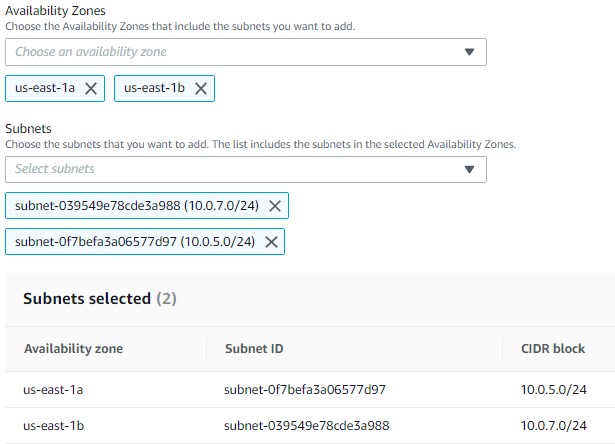 Availability Zones
Choose the Availability Zones that include the subnets you want to add.
Choose an availability zone
us-east-1a us-east-1b
Subnets
Choose the subnets that you want to add. The list includes the subnets in the selected Availability Zones.
Select subnets
subnet-039549e78cde3a988 (10.0.7.0/24)
subnet-0f7befa3a06577d97 (10.0.5.0/24)
Subnets selected (2)
Availability zone Subnet ID CIDR block
us-east-1a subnet-0f7befa3a06577d97 10.0.5.0/24
us-east-1b subnet-039549e78cde3a988 10.0.7.0/24